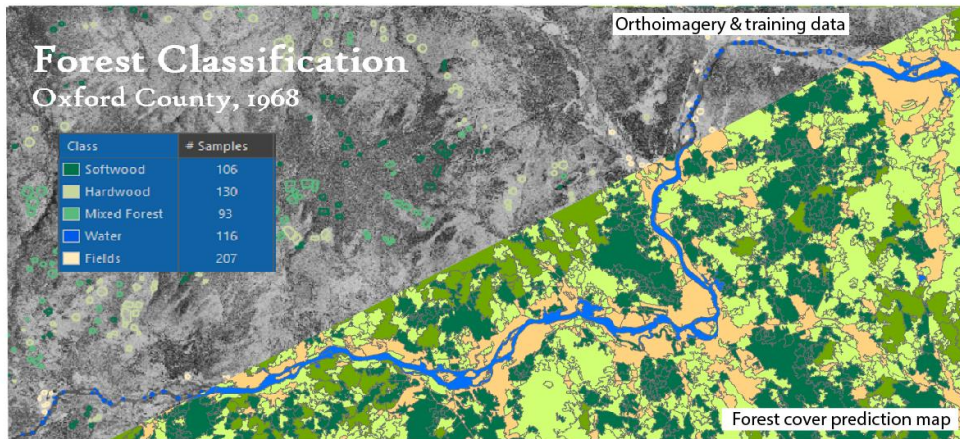 Orthoimagery & training data
Forest Classification
Oxford County, 1968
Class # Samples
Softwood 106
Hardwood 130
Mixed Forest 93
Water 116
Fields 207
Forest cover prediction map